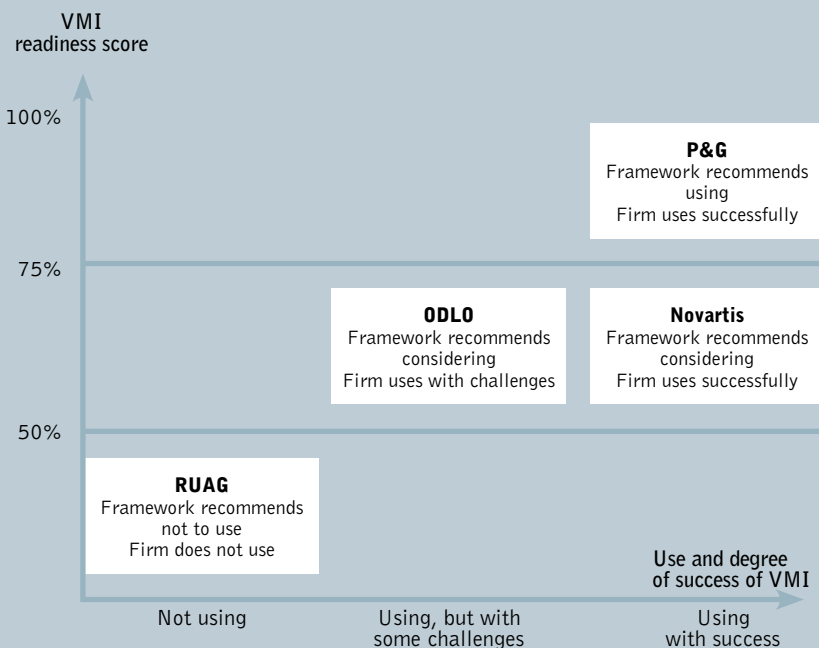 VMI
readiness score
100%
P&G
Framework recommends
using
Firm uses successfully
75%
ODLO
Framework recommends
considering
Firm uses with challenges
Novartis
Framework recommends
considering
Firm uses successfully
50%
RUAG
Framework recommends
not to use
Firm does not use
Use and degree
of success of VMI
Not using
Using, but with
some challenges
Using
with success